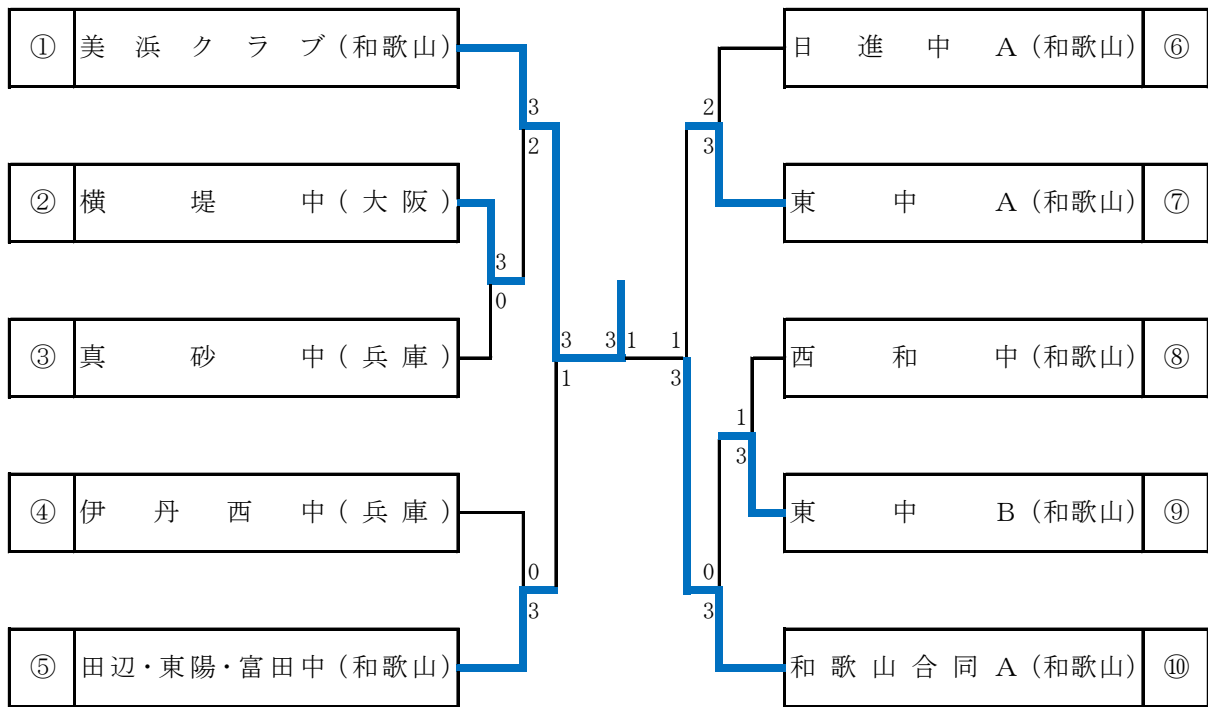 ① 美浜クラブ(和歌山)
日進中A(和歌山) ⑥
3
2
2
3
② 横堤中(大阪)
東中A(和歌山) ⑦
3
0
③ 真砂中(兵庫)
3 3 1 1
1 3
西和中(和歌山) ⑧
1
3
④ 伊丹西中(兵庫)
東中B(和歌山) ⑨
0
3
0
3
⑤ 田辺・東陽・富田中(和歌山)
和歌山合同A(和歌山) ⑩